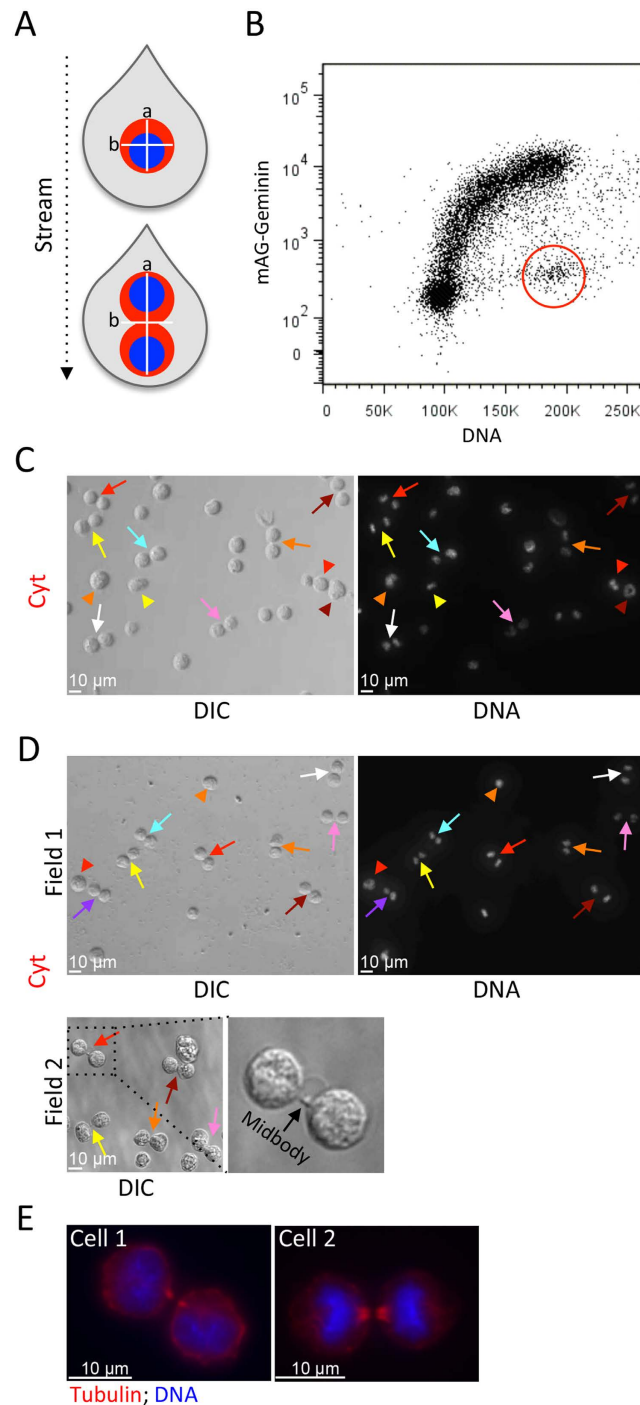 A
Stream
a
b
a
b
B
mAG-Geminin
10^5
10^4
10^3
10^2
0
0 50K 100K 150K 200K 250K
DNA
C
Cyt
10 µm
10 µm
DIC DNA
D
Field 1
Cyt
10 µm
10 µm
DIC DNA
Field 2
10 µm
Midbody
DIC
E
Cell 1
Cell 2
10 µm
10 µm
Tubulin; DNA